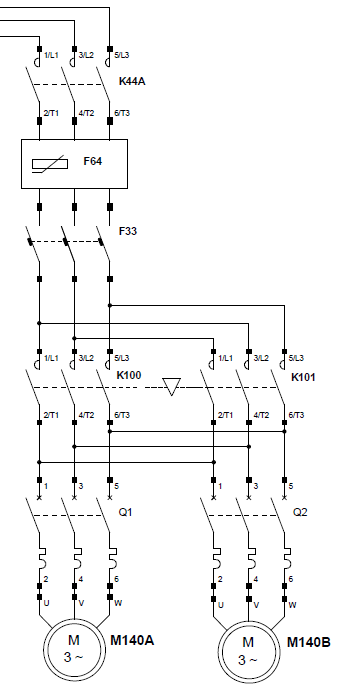 1/L1 3/L2 5/L3
K44A
2/T1 4/T2 6/T3
F64
F33
1/L1 3/L2 5/L3 1/L1 3/L2 5/L3
K100 K101
2/T1 4/T2 6/T3 2/T1 4/T2 6/T3
1 3 5 1 3 5
Q1 Q2
2 4 6 2 4 6
U V W U V W
M M140A M M140B
3 ~ 3 ~